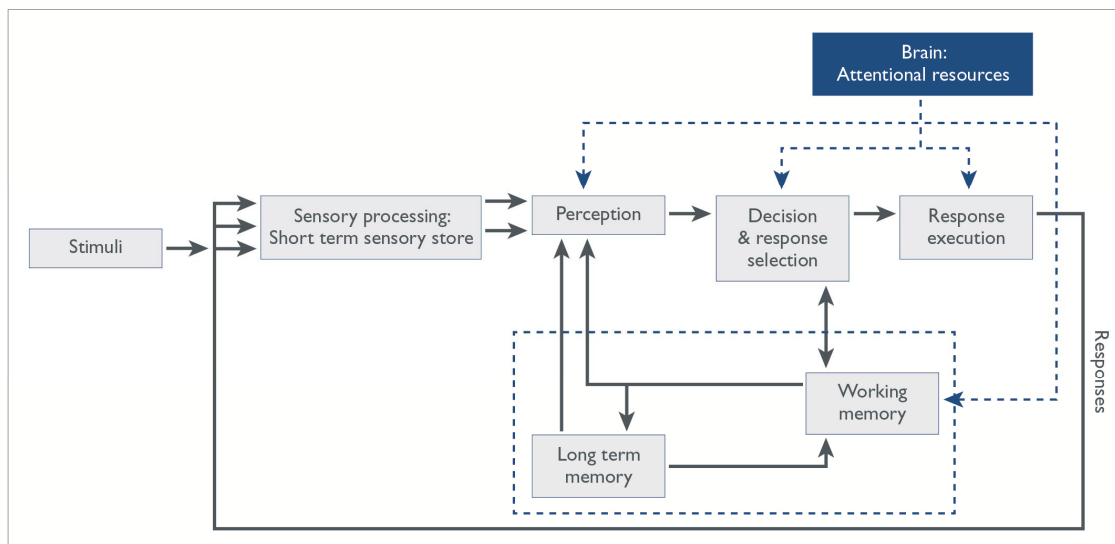 Brain:
Attentional resources
Stimuli
Sensory processing:
Short term sensory store
Perception
Decision
& response
selection
Response
execution
Working
memory
Long term
memory
Responses